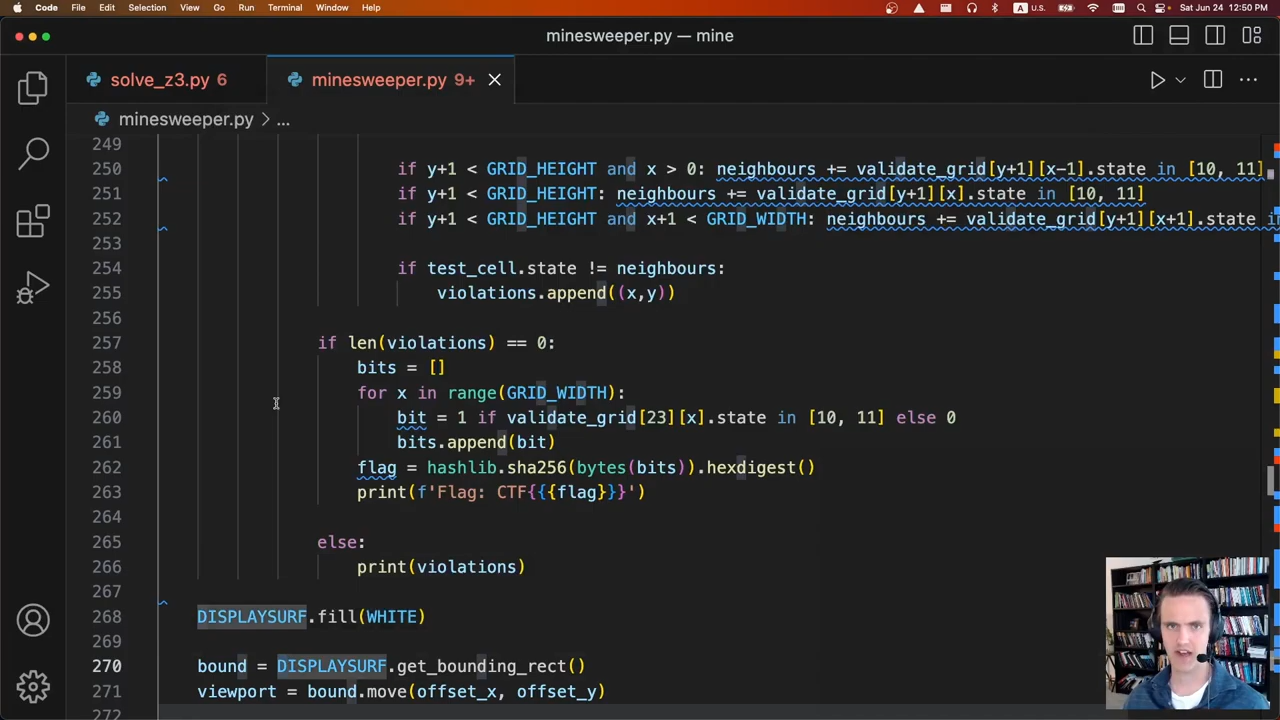 Code File Edit Selection View Go Run Terminal Window Help A U.S. Sat Jun 24 12:50 PM
minesweeper.py — mine
solve_z3.py 6 minesweeper.py 9+
minesweeper.py > ...
249
250 if y+1 < GRID_HEIGHT and x > 0: neighbours += validate_grid[y+1][x-1].state in [10, 11]
251 if y+1 < GRID_HEIGHT: neighbours += validate_grid[y+1][x].state in [10, 11]
252 if y+1 < GRID_HEIGHT and x+1 < GRID_WIDTH: neighbours += validate_grid[y+1][x+1].state in
253
254 if test_cell.state != neighbours:
255 violations.append((x,y))
256
257 if len(violations) == 0:
258 bits = []
259 for x in range(GRID_WIDTH):
260 bit = 1 if validate_grid[23][x].state in [10, 11] else 0
261 bits.append(bit)
262 flag = hashlib.sha256(bytes(bits)).hexdigest()
263 print(f'Flag: CTF{{{flag}}}')
264
265 else:
266 print(violations)
267
268 DISPLAYSURF.fill(WHITE)
269
270 bound = DISPLAYSURF.get_bounding_rect()
271 viewport = bound.move(offset_x, offset_y)
272